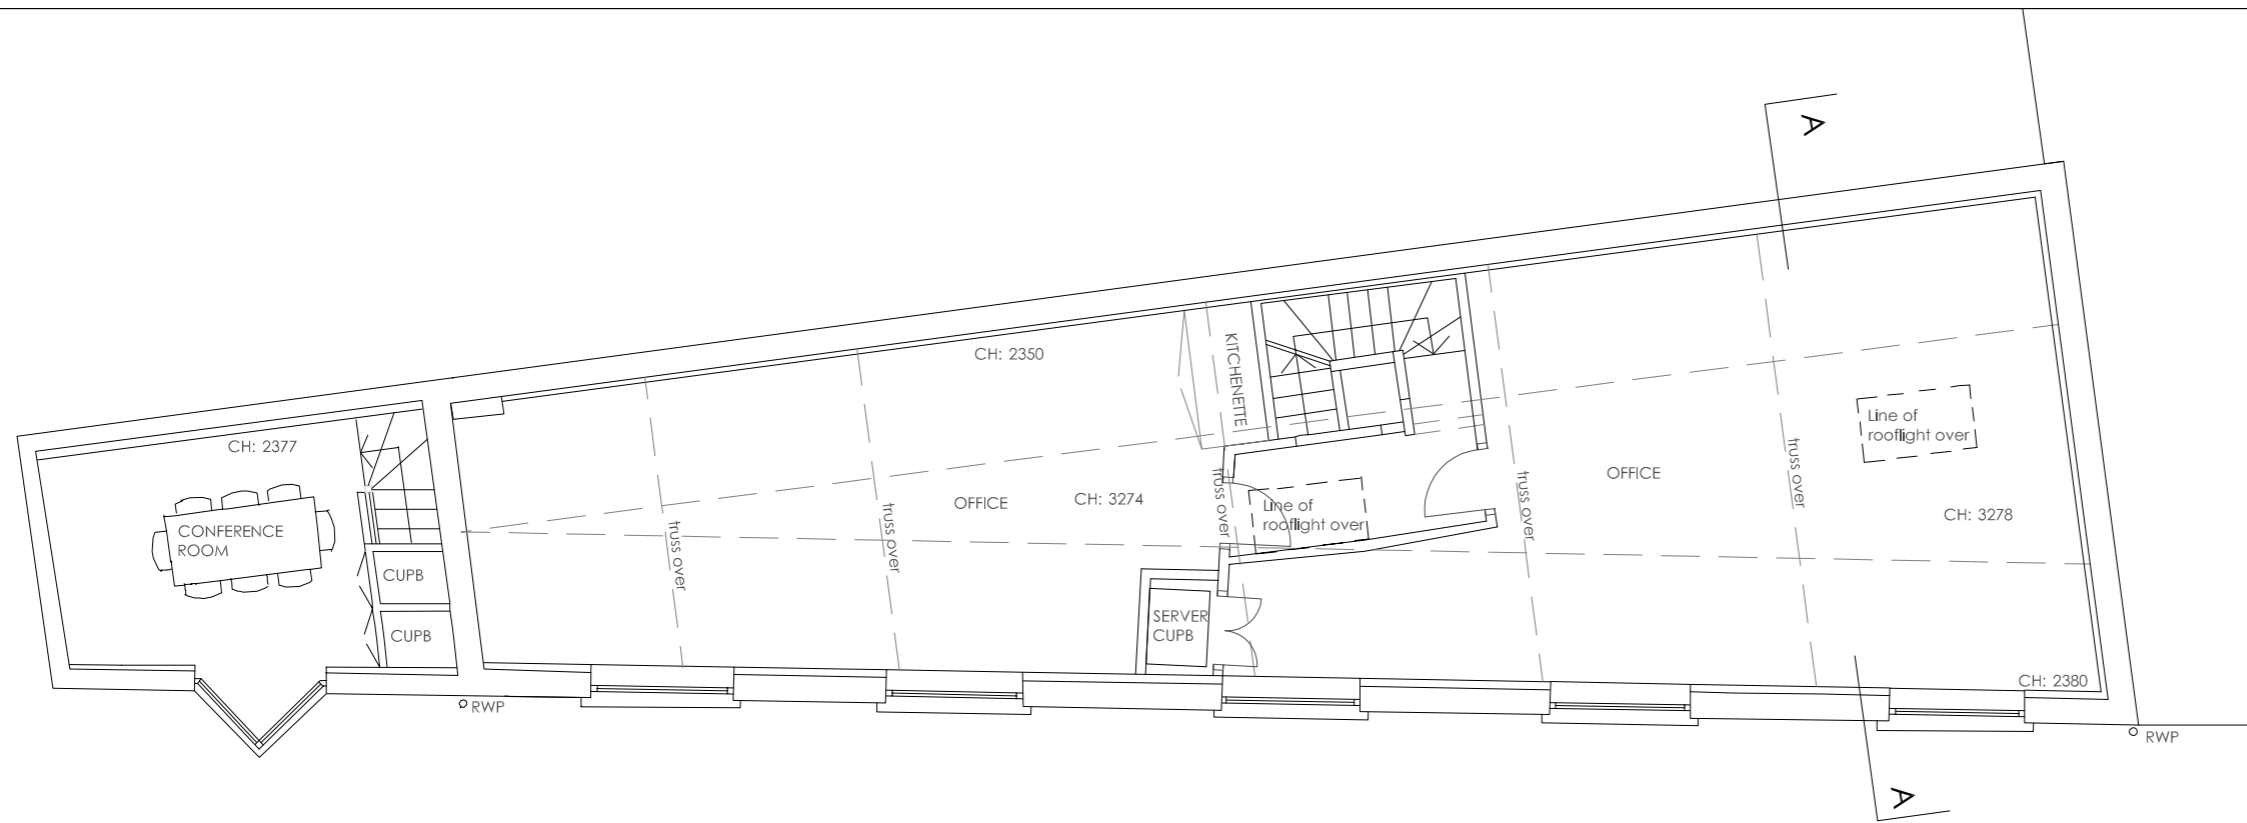 A
CH: 2350
KITCHENETTE
CH: 2377
Line of
rooflight over
CONFERENCE
ROOM
OFFICE
CH: 3274
truss over
truss over
truss over
Line of
rooflight over
truss over
OFFICE
truss over
CH: 3278
CUPB
CUPB
SERVER
CUPB
CH: 2380
RWP
RWP
A